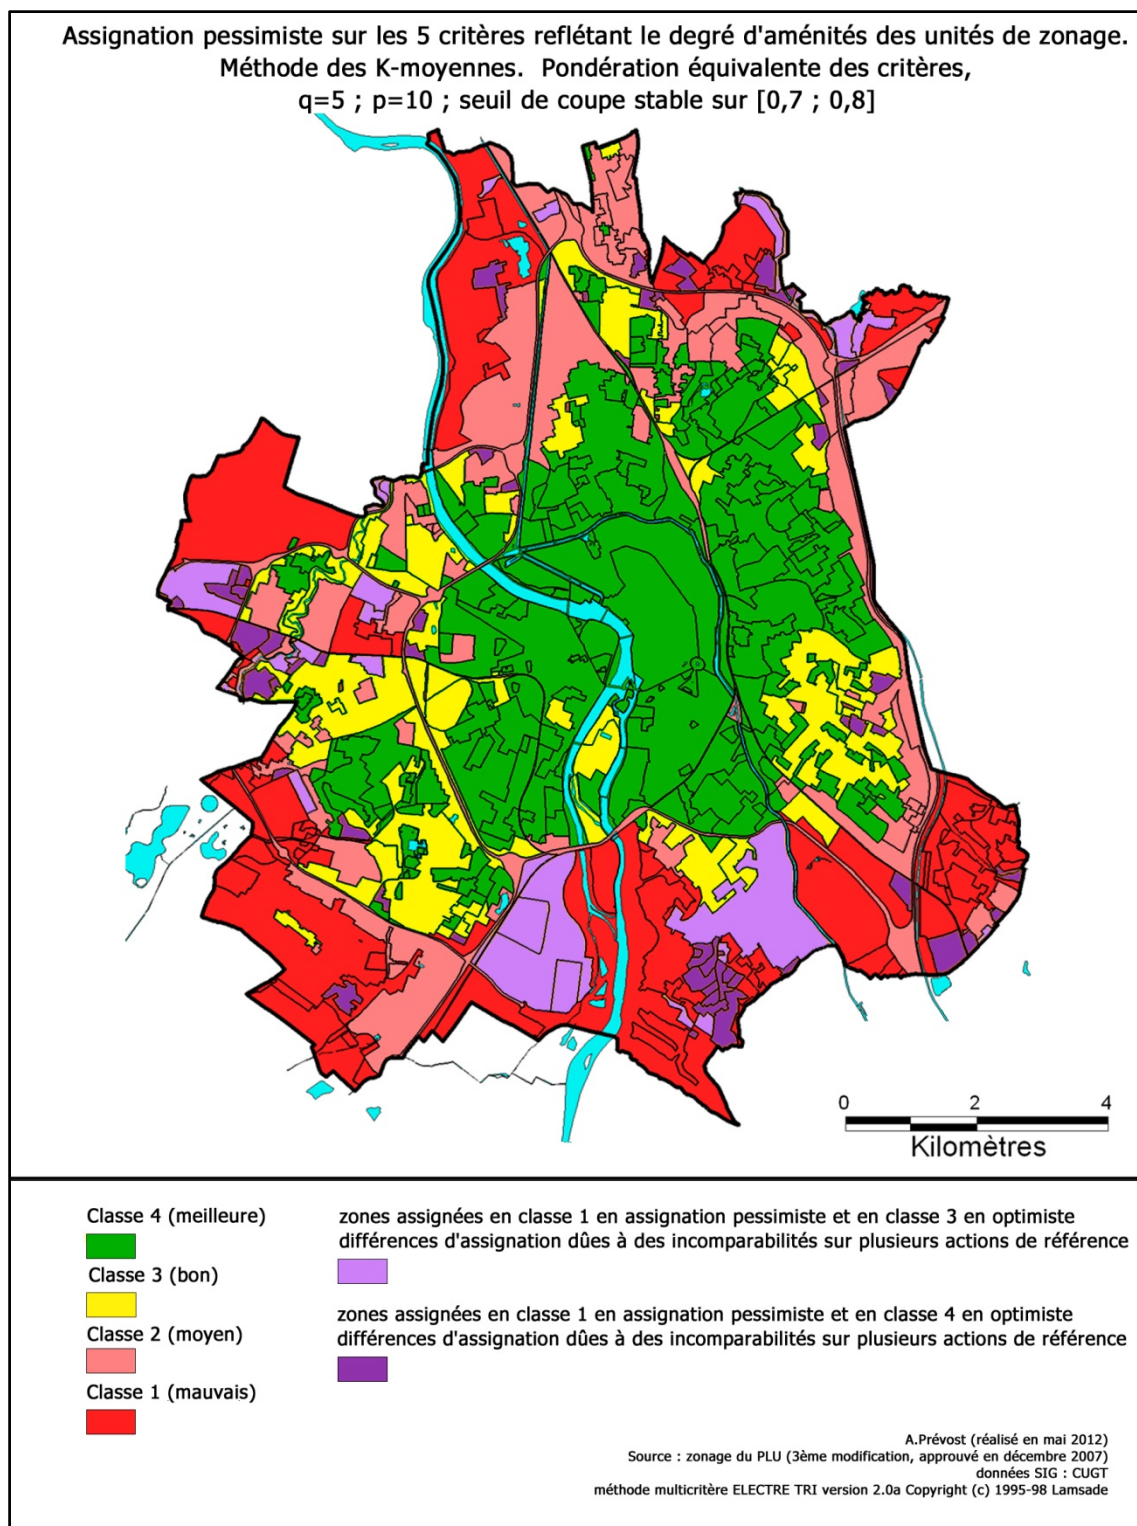 Assignation pessimiste sur les 5 critères reflétant le degré d'aménités des unités de zonage.
Méthode des K-moyennes.  Pondération équivalente des critères,
q=5 ; p=10 ; seuil de coupe stable sur [0,7 ; 0,8]
0 2 4
Kilomètres
Classe 4 (meilleure)
Classe 3 (bon)
Classe 2 (moyen)
Classe 1 (mauvais)
zones assignées en classe 1 en assignation pessimiste et en classe 3 en optimiste
différences d'assignation dûes à des incomparabilités sur plusieurs actions de référence
zones assignées en classe 1 en assignation pessimiste et en classe 4 en optimiste
différences d'assignation dûes à des incomparabilités sur plusieurs actions de référence
A.Prévost (réalisé en mai 2012)
Source : zonage du PLU (3ème modification, approuvé en décembre 2007)
données SIG : CUGT
méthode multicritère ELECTRE TRI version 2.0a Copyright (c) 1995-98 Lamsade